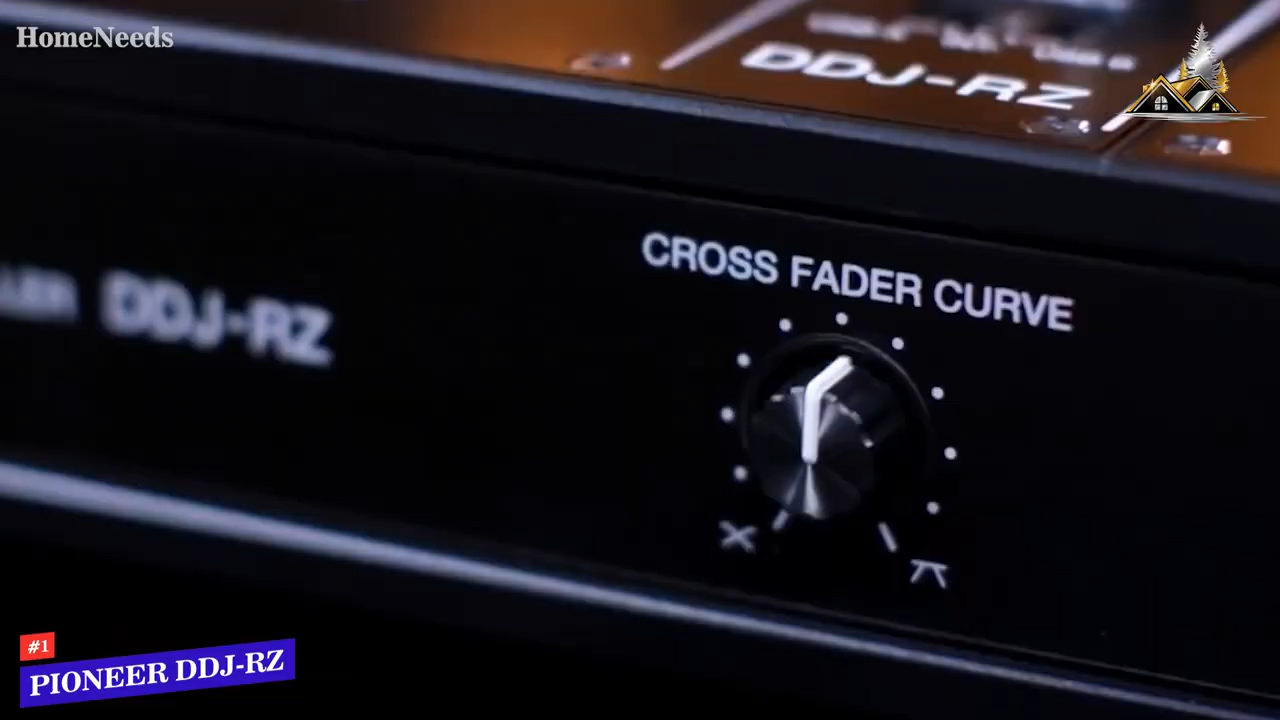 HomeNeeds
DDJ-RZ
CROSS FADER CURVE
DDJ-RZ
#1
PIONEER DDJ-RZ